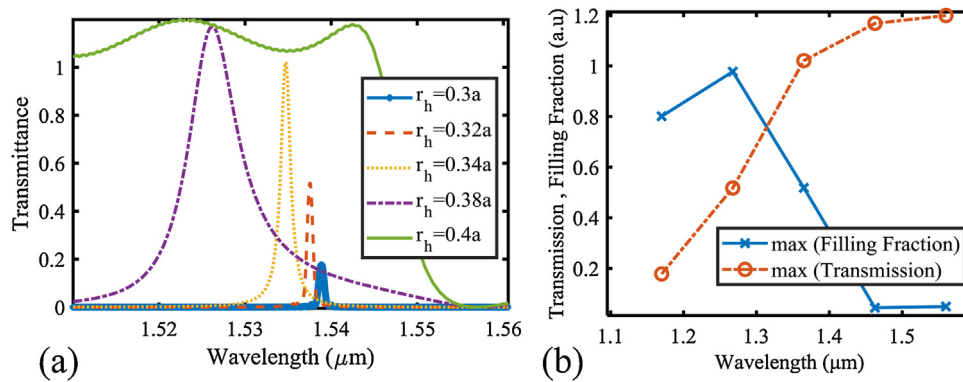 1
0.8
0.6
0.4
0.2
0
Transmittance
1.52
1.53
1.54
1.55
1.56
Wavelength (μm)
r_h=0.3a
r_h=0.32a
r_h=0.34a
r_h=0.38a
r_h=0.4a
(a)
1.2
1
0.8
0.6
0.4
0.2
Transmission , Filling Fraction (a.u)
1.1
1.2
1.3
1.4
1.5
Wavelength (μm)
max (Filling Fraction)
max (Transmission)
(b)